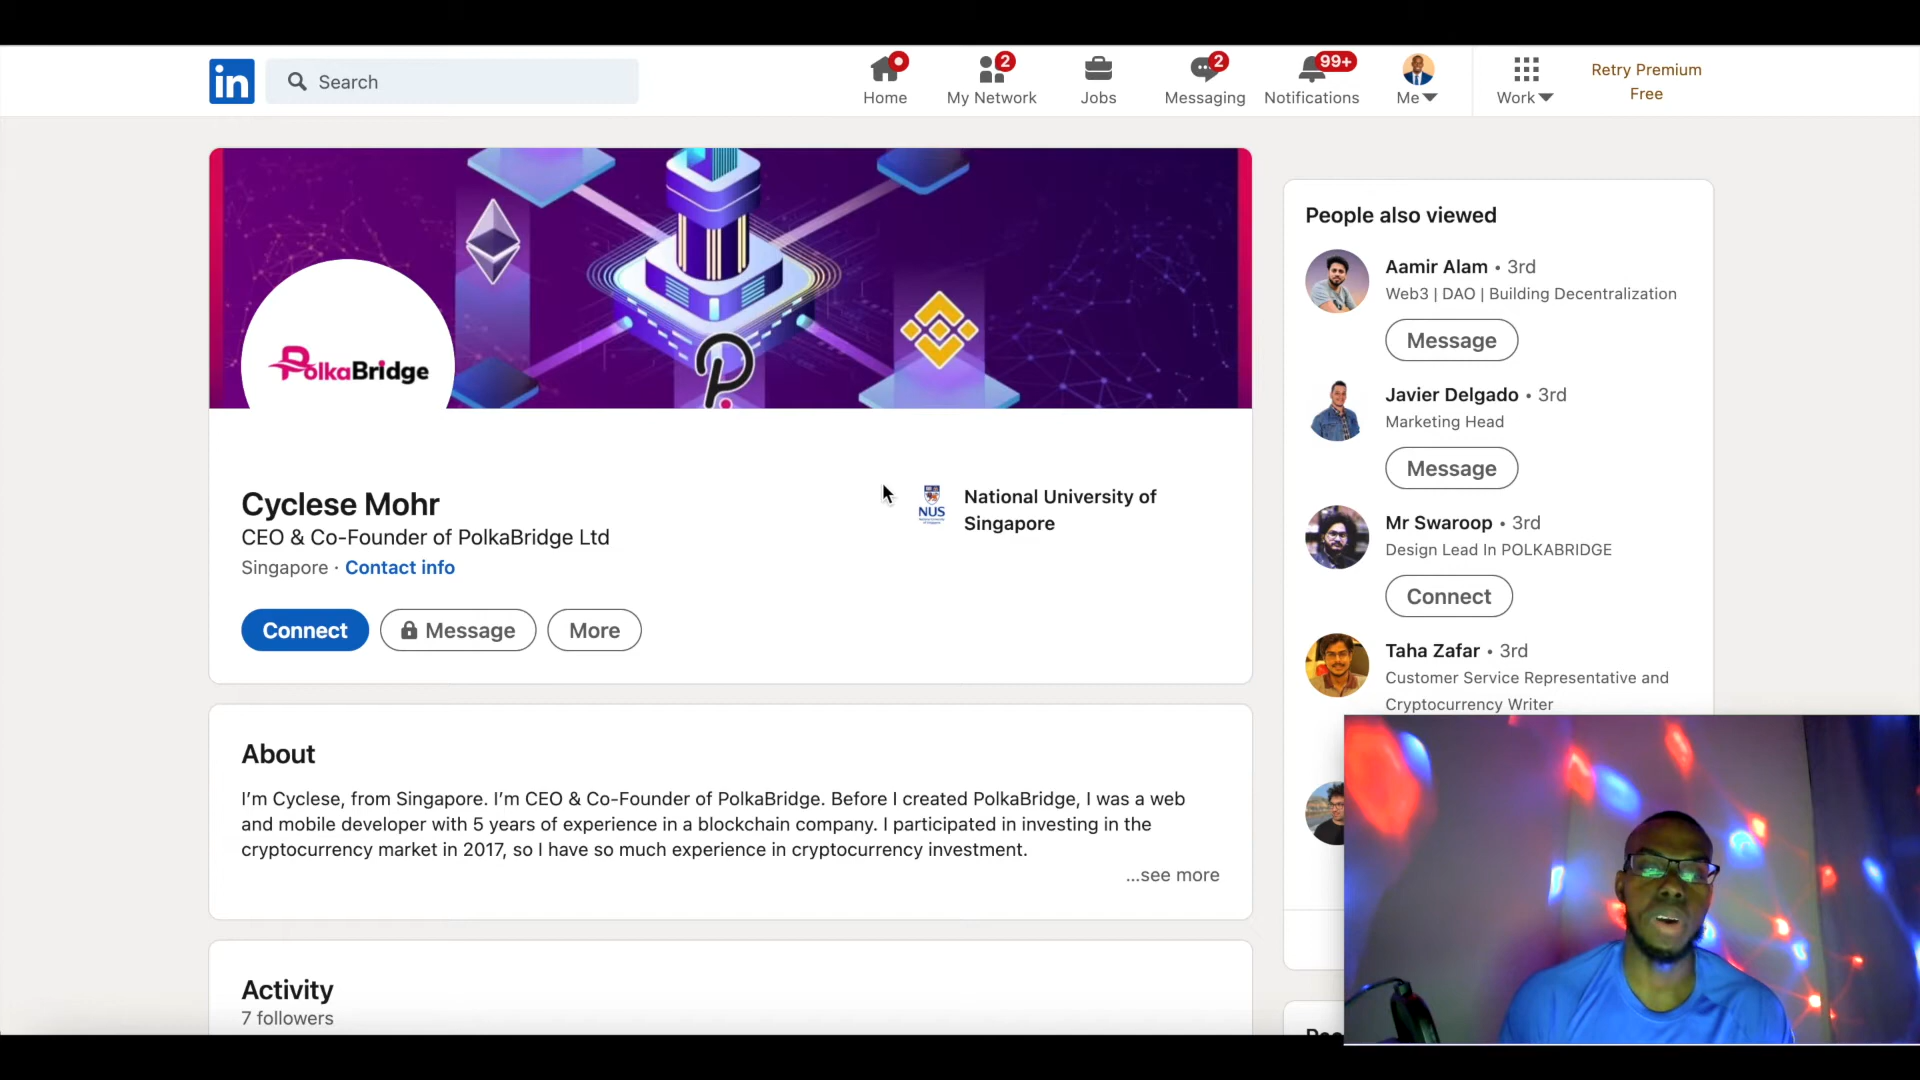 in
Search
Home
2
My Network
Jobs
2
Messaging
99+
Notifications
Me
Work
Retry Premium
Free
PolkaBridge
Cyclese Mohr
CEO & Co-Founder of PolkaBridge Ltd
Singapore · Contact info
Connect
Message
More
NUS
National University of
Singapore
About
I’m Cyclese, from Singapore. I’m CEO & Co-Founder of PolkaBridge. Before I created PolkaBridge, I was a web
and mobile developer with 5 years of experience in a blockchain company. I participated in investing in the
cryptocurrency market in 2017, so I have so much experience in cryptocurrency investment.
...see more
Activity
7 followers
People also viewed
Aamir Alam • 3rd
Web3 | DAO | Building Decentralization
Message
Javier Delgado • 3rd
Marketing Head
Message
Mr Swaroop • 3rd
Design Lead In POLKABRIDGE
Connect
Taha Zafar • 3rd
Customer Service Representative and
Cryptocurrency Writer